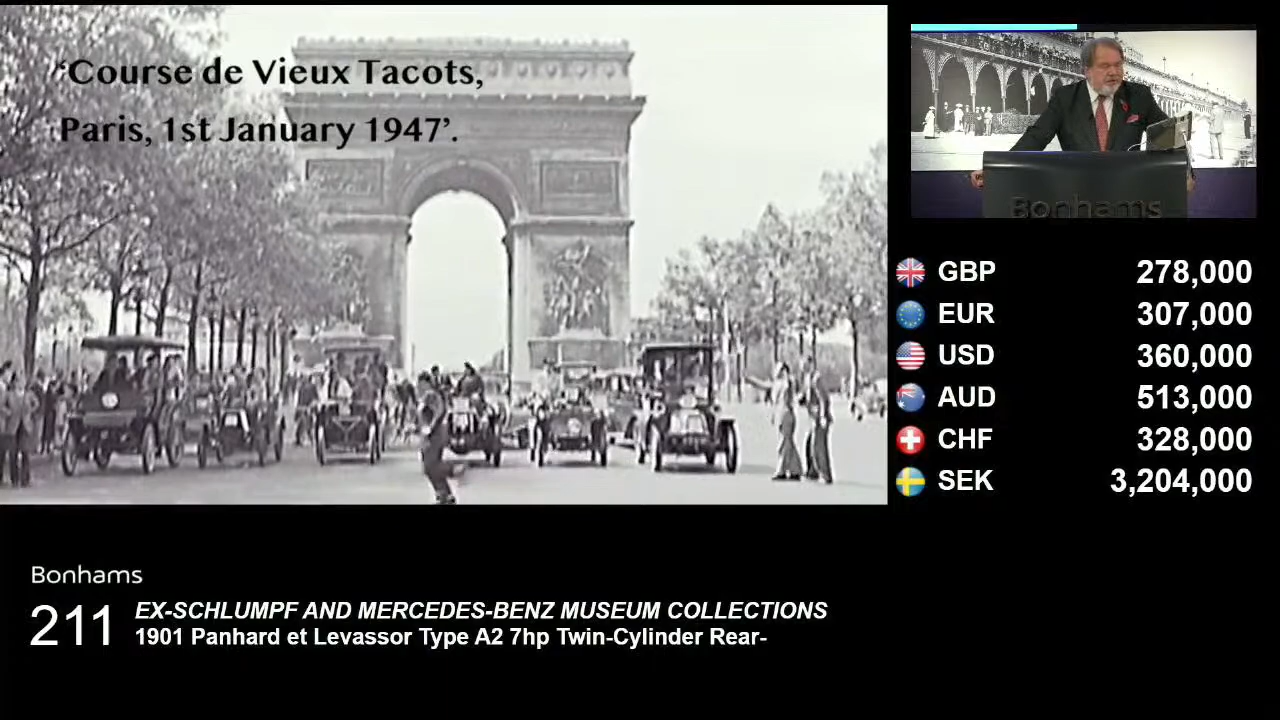 ‘Course de Vieux Tacots,
Paris, 1st January 1947’.
Bonhams
GBP 278,000
EUR 307,000
USD 360,000
AUD 513,000
CHF 328,000
SEK 3,204,000
Bonhams
211
EX-SCHLUMPF AND MERCEDES-BENZ MUSEUM COLLECTIONS
1901 Panhard et Levassor Type A2 7hp Twin-Cylinder Rear-